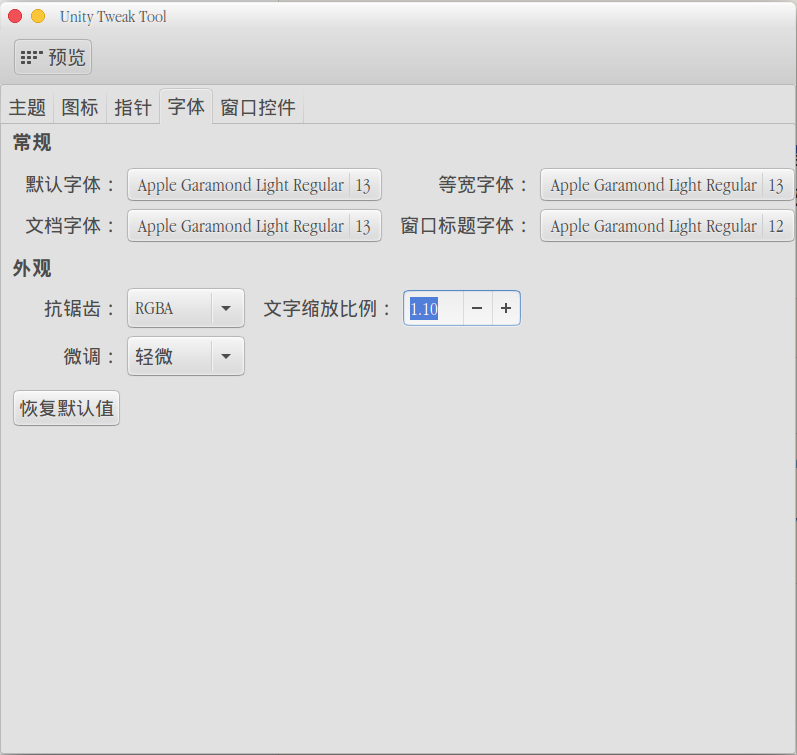 Unity Tweak Tool
预览
主题 图标 指针 字体 窗口控件
常规
默认字体： Apple Garamond Light Regular 13 等宽字体： Apple Garamond Light Regular 13
文档字体： Apple Garamond Light Regular 13 窗口标题字体： Apple Garamond Light Regular 12
外观
抗锯齿： RGBA 文字缩放比例： 1.10 − +
微调： 轻微
恢复默认值